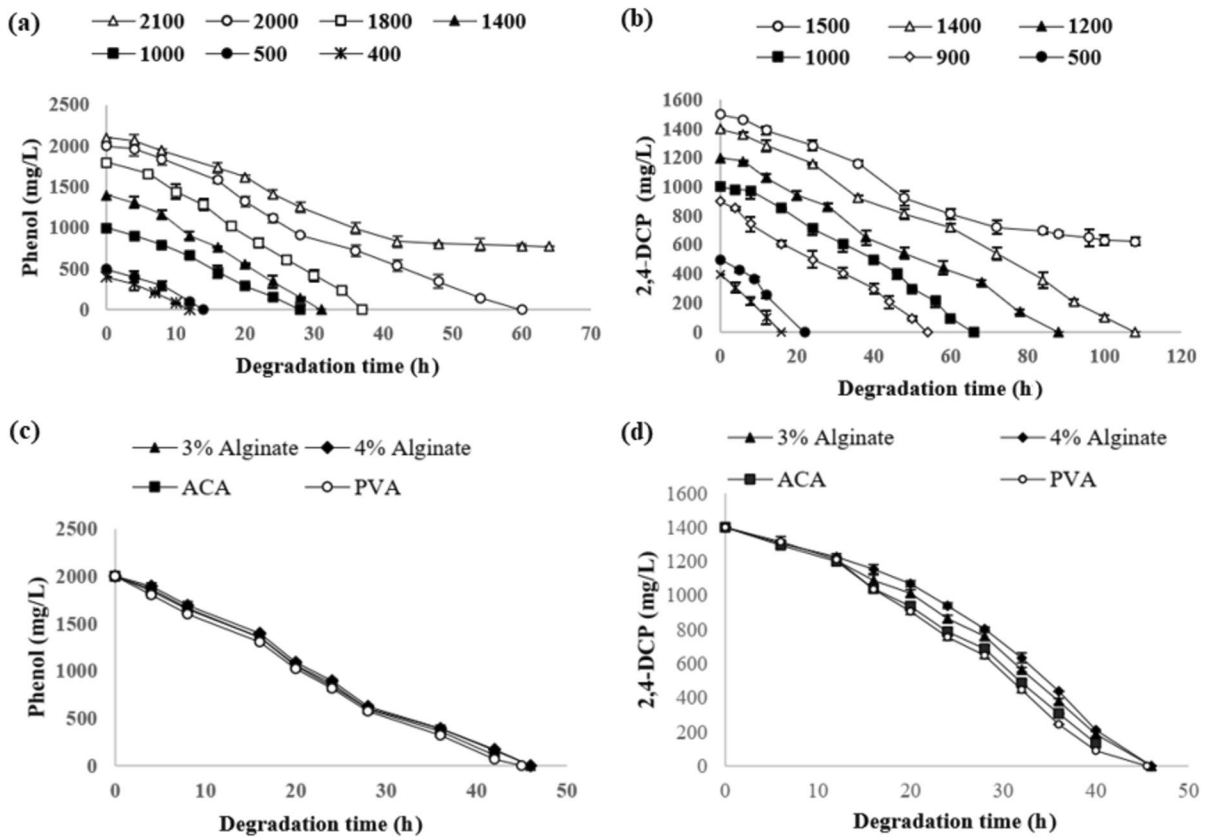 (a)
2100 2000 1800 1400
1000 500 400
Phenol (mg/L)
2500
2000
1500
1000
500
0
0 10 20 30 40 50 60 70
Degradation time (h)
(b)
1500 1400 1200
1000 900 500
2,4-DCP (mg/L)
1600
1400
1200
1000
800
600
400
200
0
0 20 40 60 80 100 120
Degradation time (h)
(c)
3% Alginate 4% Alginate
ACA PVA
Phenol (mg/L)
2500
2000
1500
1000
500
0
0 10 20 30 40 50
Degradation time (h)
(d)
3% Alginate 4% Alginate
ACA PVA
2,4-DCP (mg/L)
1600
1400
1200
1000
800
600
400
200
0
0 10 20 30 40 50
Degradation time (h)